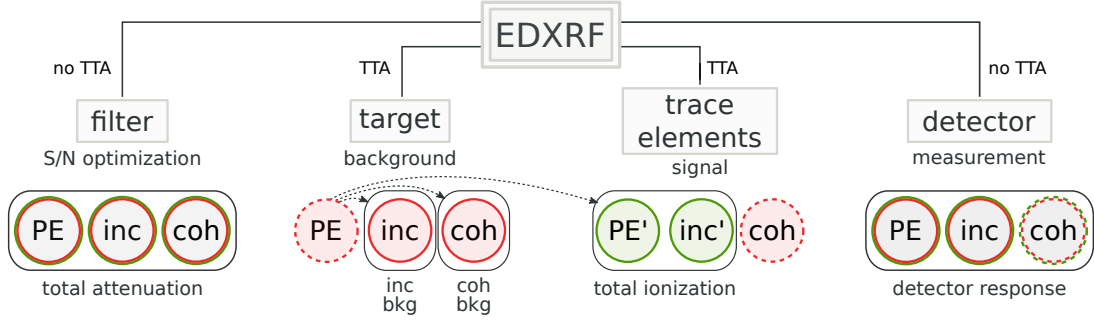 EDXRF
no TTA
TTA
TTA
no TTA
filter
target
trace
elements
detector
S/N optimization
background
signal
measurement
PE inc coh
PE inc coh
PE' inc' coh
PE inc coh
total attenuation
inc
bkg
coh
bkg
total ionization
detector response